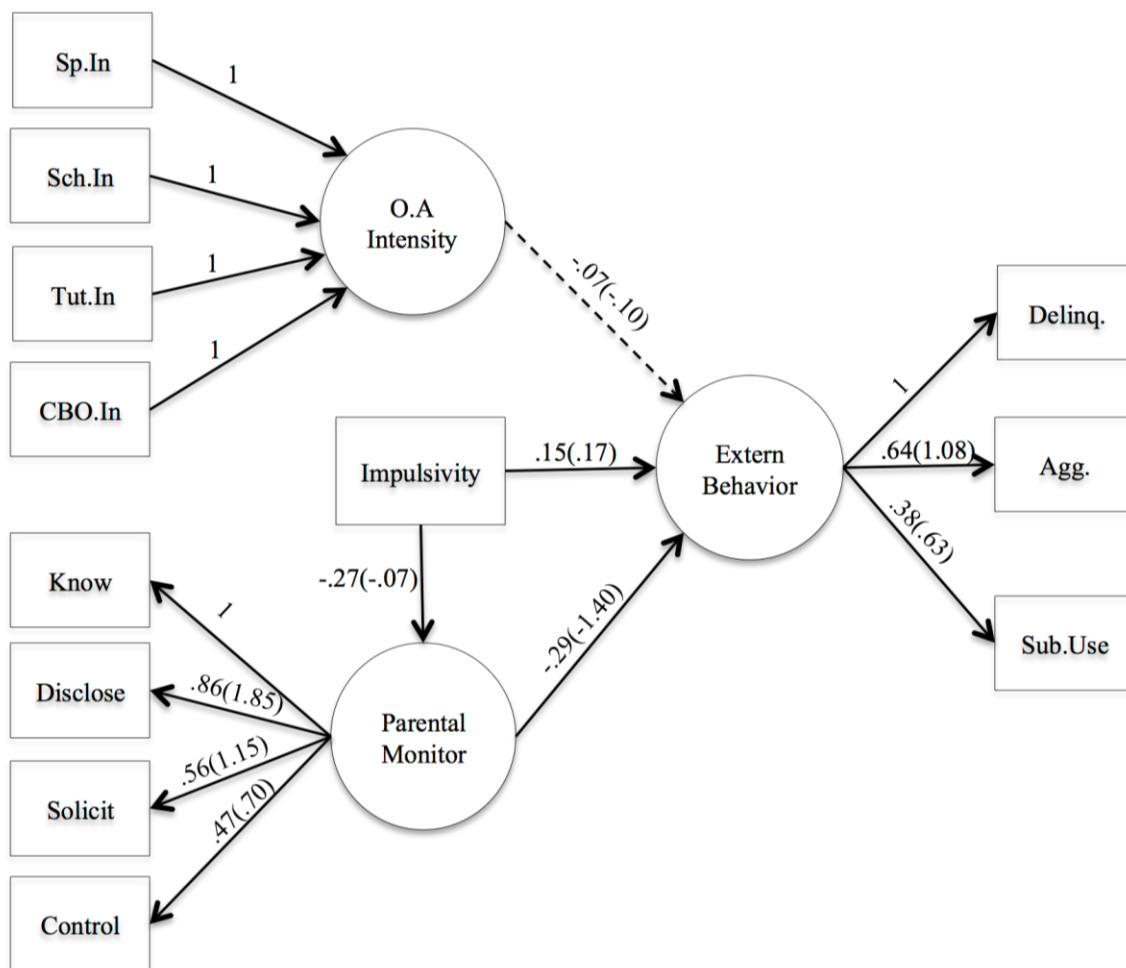 Sp.In
1
Sch.In
1
O.A
Intensity
Tut.In
1
-.07(-.10)
CBO.In
1
Delinq.
1
Impulsivity
.15(.17)
Extern
Behavior
.64(1.08)
Agg.
.38(.63)
Know
1
-.27(-.07)
-.29(-1.40)
Sub.Use
Disclose
.86(1.85)
Parental
Monitor
Solicit
.56(1.15)
.47(.70)
Control